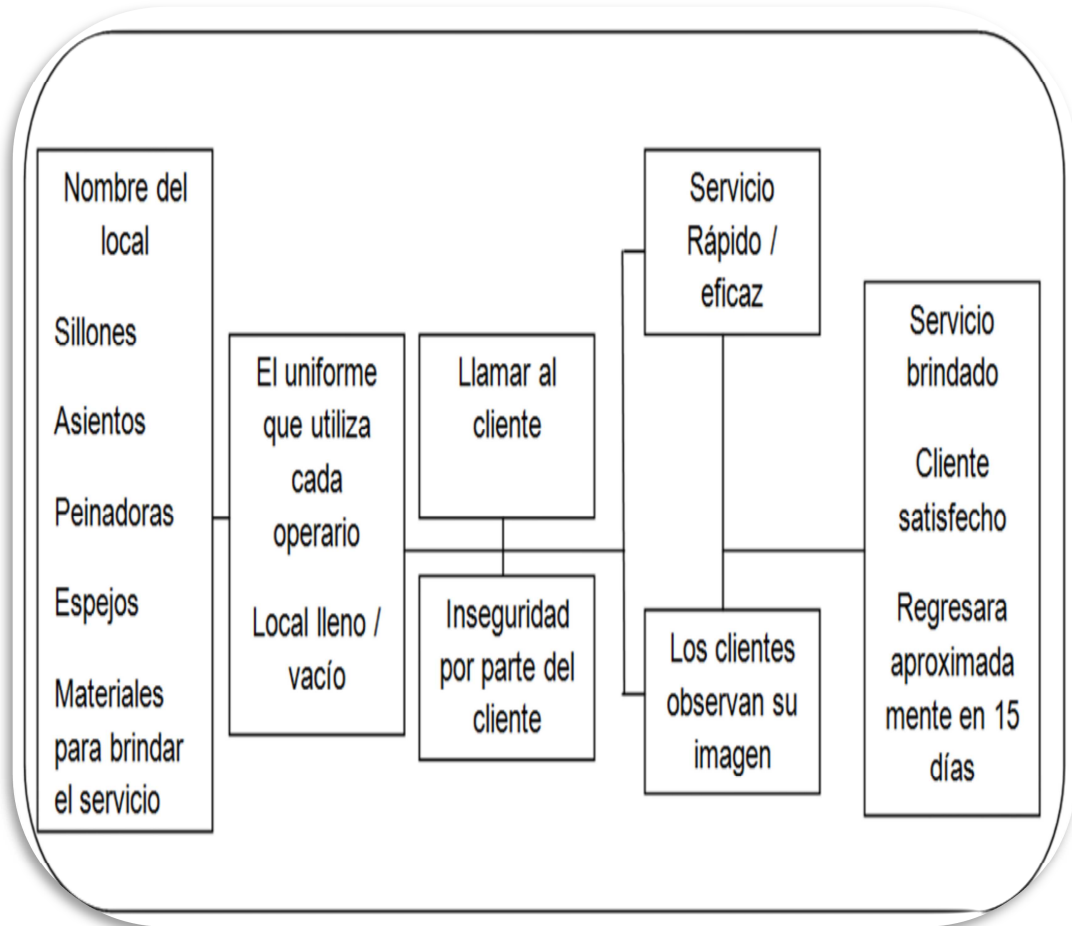 Nombre del
local
Sillones
Asientos
Peinadoras
Espejos
Materiales
para brindar
el servicio
El uniforme
que utiliza
cada
operario
Local lleno /
vacío
Llamar al
cliente
Inseguridad
por parte del
cliente
Servicio
Rápido /
eficaz
Los clientes
observan su
imagen
Servicio
brindado
Cliente
satisfecho
Regresara
aproximada
mente en 15
días